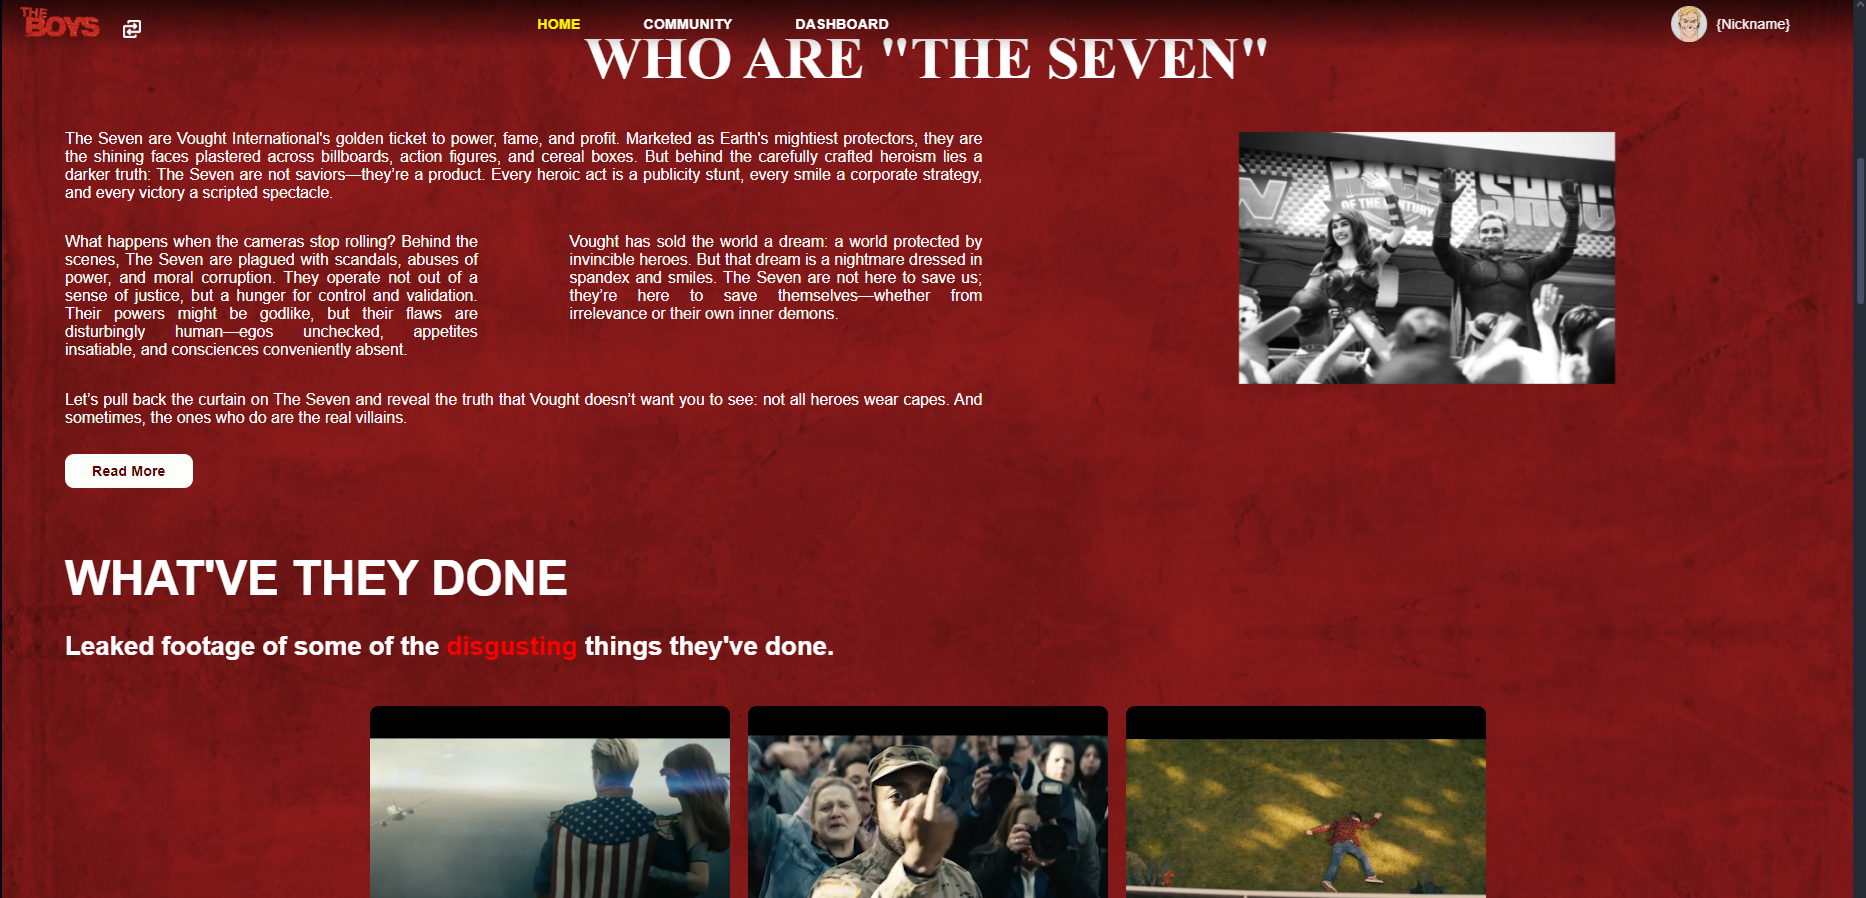 THE
BOYS
HOME
COMMUNITY
DASHBOARD
{Nickname}
WHO ARE "THE SEVEN"
The Seven are Vought International's golden ticket to power, fame, and profit. Marketed as Earth's mightiest protectors, they are
the shining faces plastered across billboards, action figures, and cereal boxes. But behind the carefully crafted heroism lies a
darker truth: The Seven are not saviors—they're a product. Every heroic act is a publicity stunt, every smile a corporate strategy,
and every victory a scripted spectacle.
What happens when the cameras stop rolling? Behind the
scenes, The Seven are plagued with scandals, abuses of
power, and moral corruption. They operate not out of a
sense of justice, but a hunger for control and validation.
Their powers might be godlike, but their flaws are
disturbingly human—egos unchecked, appetites
insatiable, and consciences conveniently absent.
Vought has sold the world a dream: a world protected by
invincible heroes. But that dream is a nightmare dressed in
spandex and smiles. The Seven are not here to save us;
they're here to save themselves—whether from
irrelevance or their own inner demons.
Let's pull back the curtain on The Seven and reveal the truth that Vought doesn't want you to see: not all heroes wear capes. And
sometimes, the ones who do are the real villains.
RACE
OF THE CENTURY
Read More
WHAT'VE THEY DONE
Leaked footage of some of the disgusting things they've done.